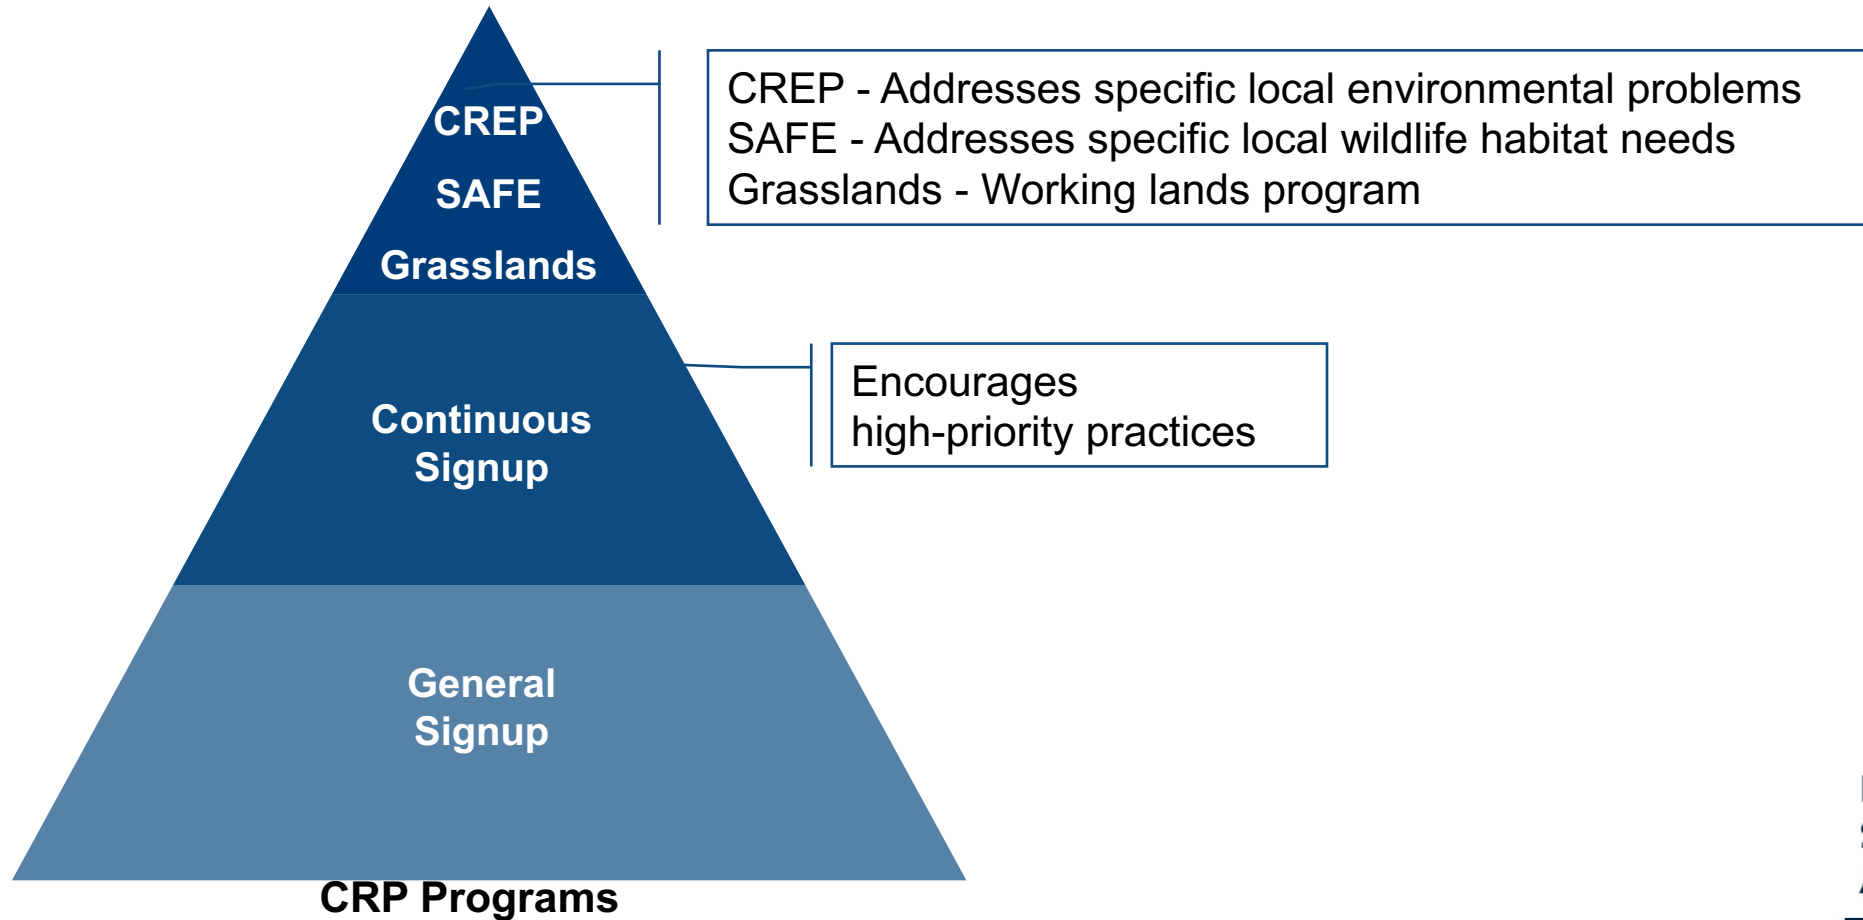 CREP
SAFE
Grasslands
CREP - Addresses specific local environmental problems
SAFE - Addresses specific local wildlife habitat needs
Grasslands - Working lands program
Continuous
Signup
Encourages
high-priority practices
General
Signup
CRP Programs